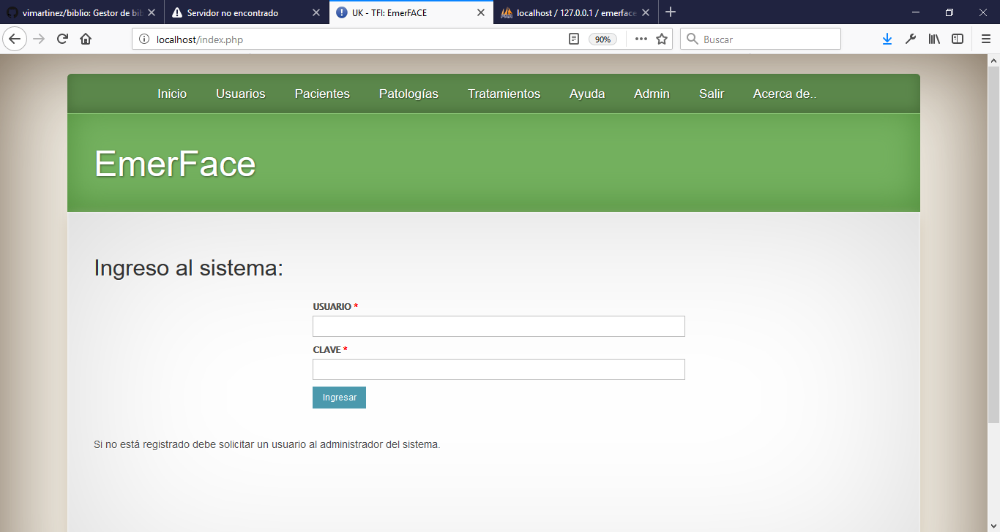 vimartinez/biblio: Gestor de bib
Servidor no encontrado
UK - TFI: EmerFACE
localhost / 127.0.0.1 / emerface
localhost/index.php
90%
Buscar
Inicio Usuarios Pacientes Patologías Tratamientos Ayuda Admin Salir Acerca de..
EmerFace
Ingreso al sistema:
USUARIO *
CLAVE *
Ingresar
Si no está registrado debe solicitar un usuario al administrador del sistema.